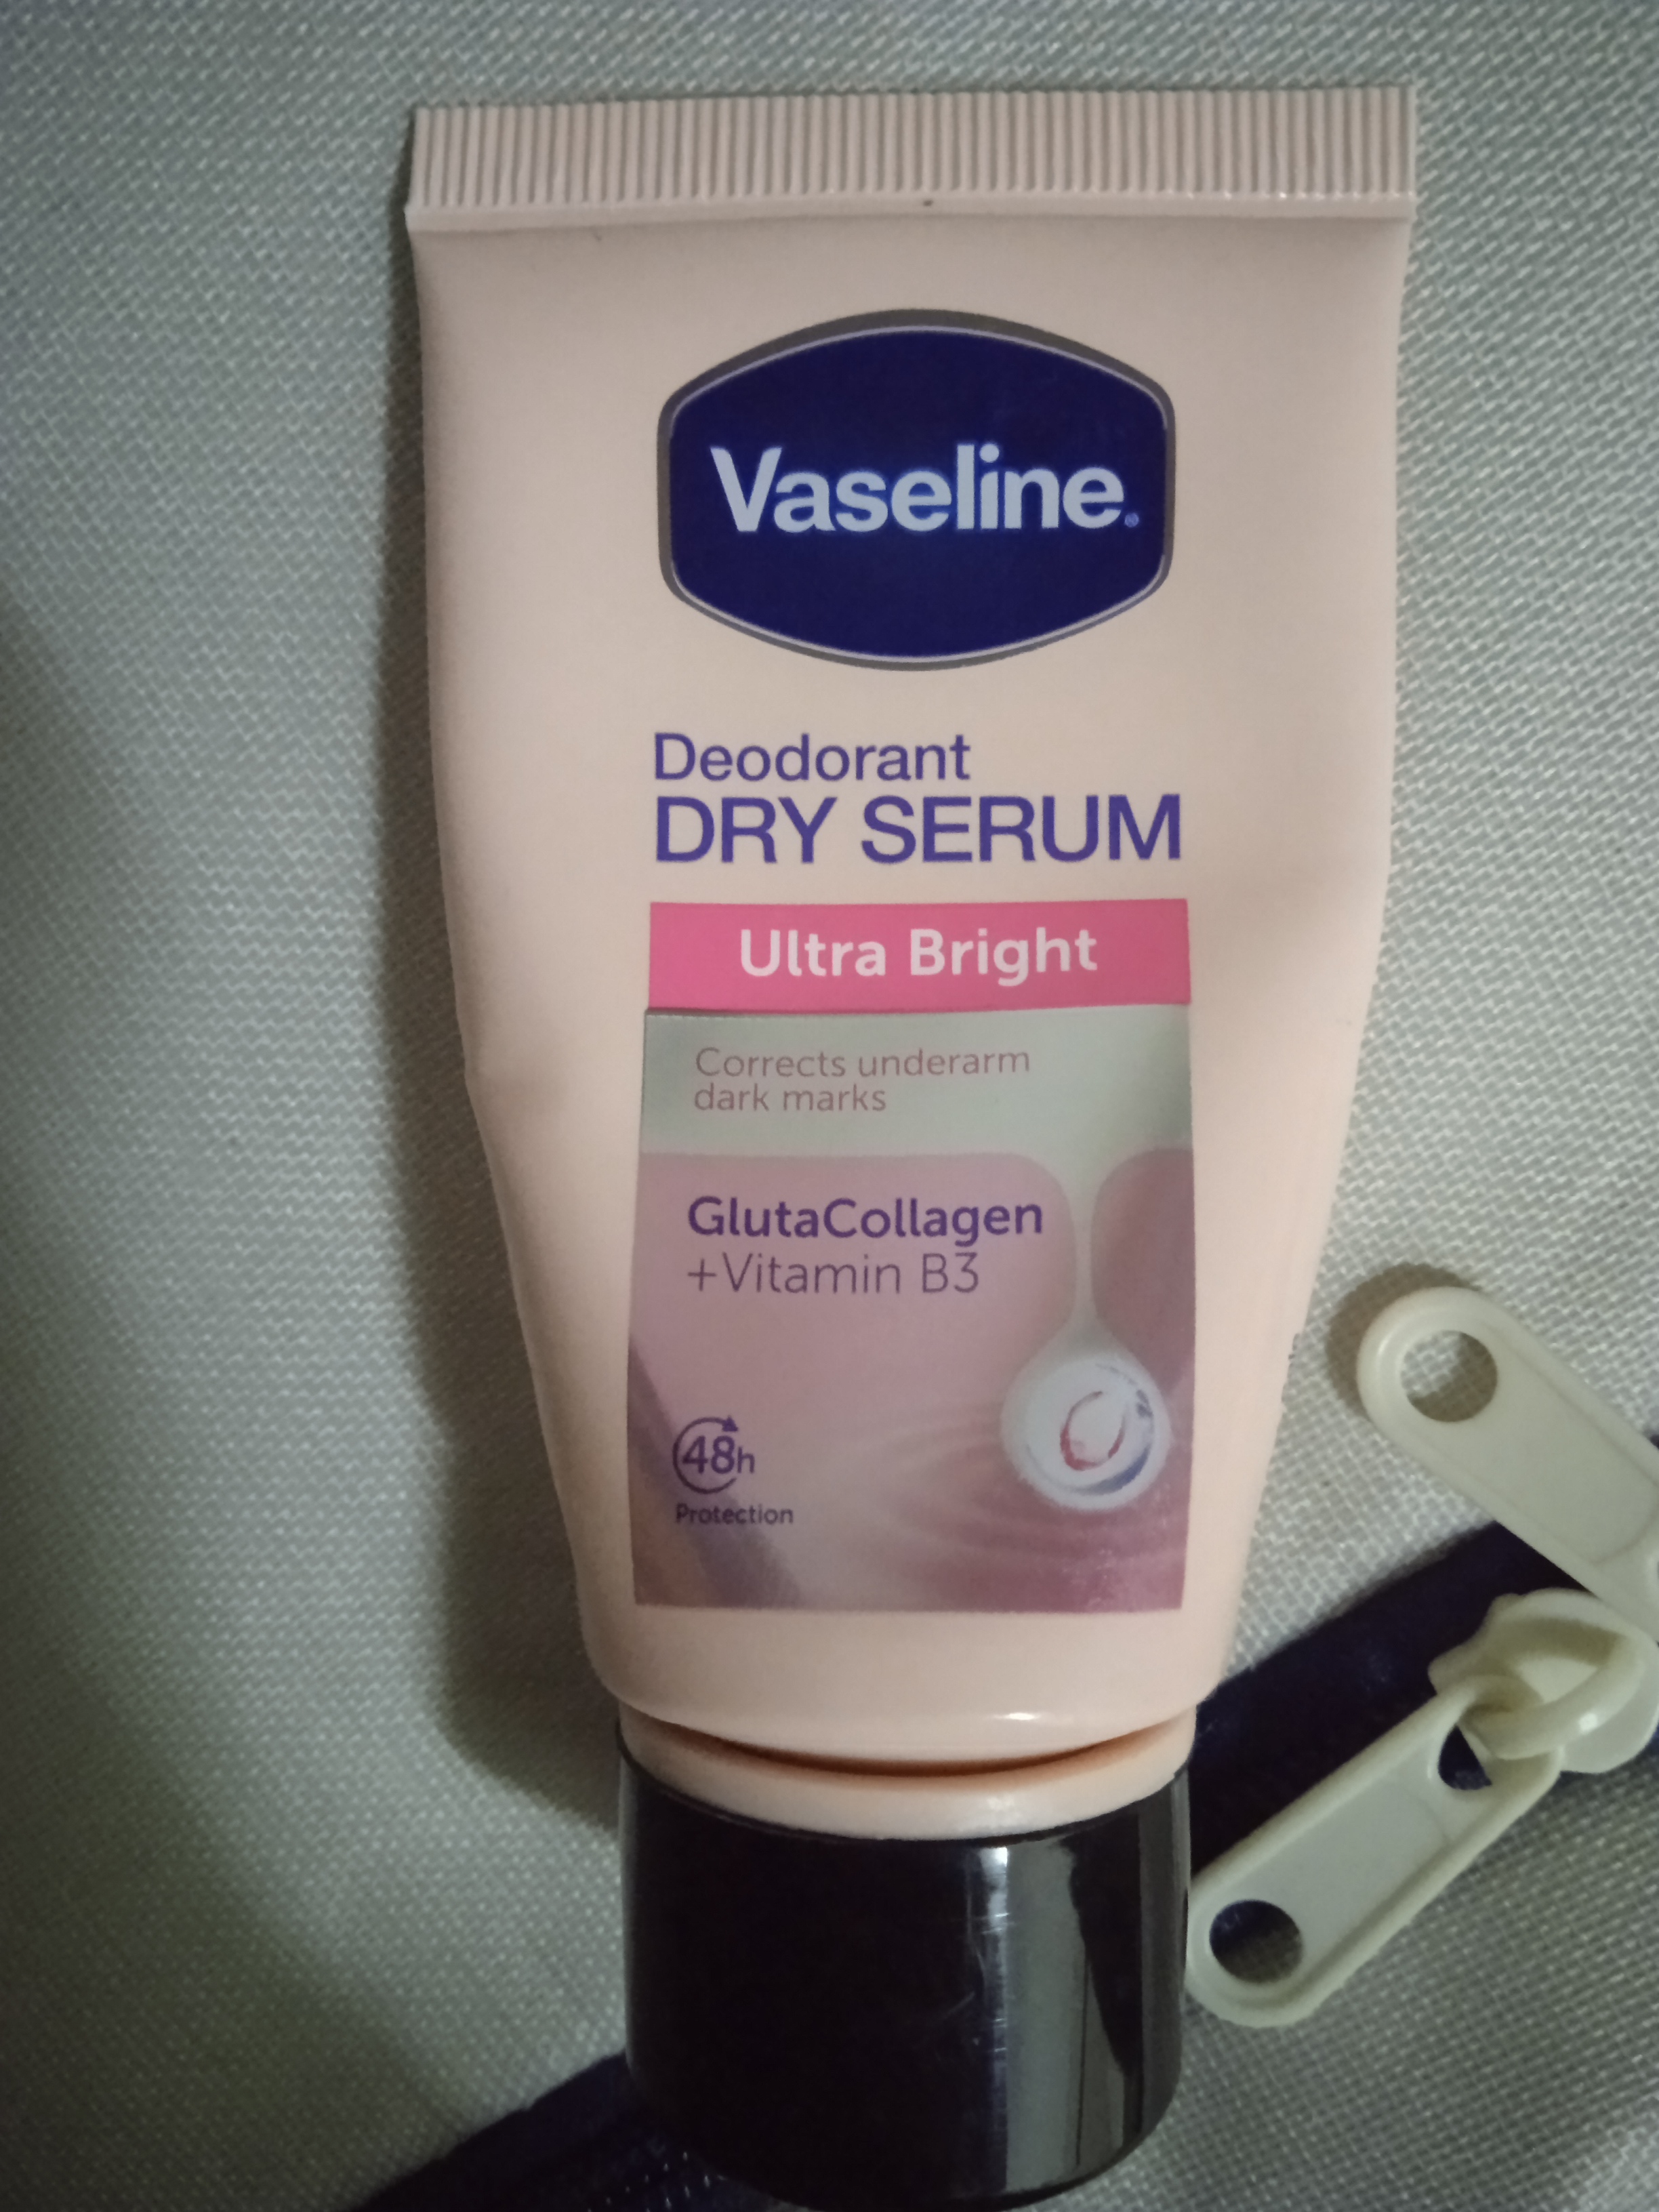 Vaseline®
Deodorant
DRY SERUM
Ultra Bright
Corrects underarm
dark marks
GlutaCollagen
+Vitamin B3
48h
Protection